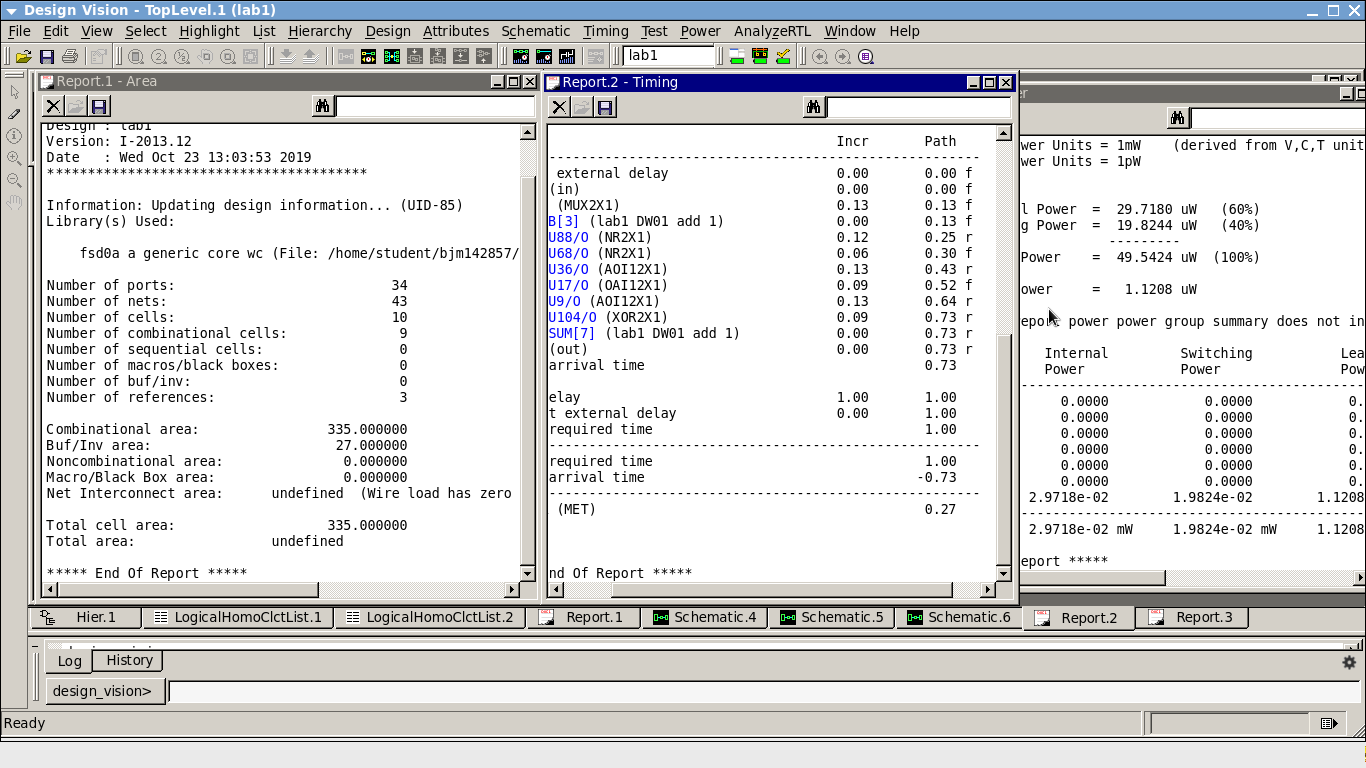 Design Vision - TopLevel.1 (lab1)
File Edit View Select Highlight List Hierarchy Design Attributes Schematic Timing Test Power AnalyzeRTL Window Help
lab1
Report.1 - Area
Design : lab1
Version: I-2013.12
Date   : Wed Oct 23 13:03:53 2019
****************************************
Information: Updating design information... (UID-85)
Library(s) Used:
fsd0a a generic core wc (File: /home/student/bjm142857/
Number of ports: 34
Number of nets: 43
Number of cells: 10
Number of combinational cells: 9
Number of sequential cells: 0
Number of macros/black boxes: 0
Number of buf/inv: 0
Number of references: 3
Combinational area: 335.000000
Buf/Inv area: 27.000000
Noncombinational area: 0.000000
Macro/Black Box area: 0.000000
Net Interconnect area: undefined (Wire load has zero
Total cell area: 335.000000
Total area: undefined
***** End Of Report *****
Report.2 - Timing
Incr Path
-----------------------------------------------------
external delay 0.00 0.00 f
(in) 0.00 0.00 f
(MUX2X1) 0.13 0.13 f
B[3] (lab1 DW01 add 1) 0.00 0.13 f
U88/O (NR2X1) 0.12 0.25 r
U68/O (NR2X1) 0.06 0.30 f
U36/O (AOI12X1) 0.13 0.43 r
U17/O (OAI12X1) 0.09 0.52 f
U9/O (AOI12X1) 0.13 0.64 r
U104/O (XOR2X1) 0.09 0.73 r
SUM[7] (lab1 DW01 add 1) 0.00 0.73 r
(out) 0.00 0.73 r
arrival time 0.73
elay 1.00 1.00
t external delay 0.00 1.00
required time 1.00
-----------------------------------------------------
required time 1.00
arrival time -0.73
-----------------------------------------------------
(MET) 0.27
nd Of Report *****
er
wer Units = 1mW (derived from V,C,T unit
wer Units = 1pW
l Power = 29.7180 uW (60%)
g Power = 19.8244 uW (40%)
---------
Power = 49.5424 uW (100%)
ower = 1.1208 uW
eport power power group summary does not in
Internal Switching Lea
Power Power Pow
-------------------------------------------
0.0000 0.0000 0.
0.0000 0.0000 0.
0.0000 0.0000 0.
0.0000 0.0000 0.
0.0000 0.0000 0.
0.0000 0.0000 0.
2.9718e-02 1.9824e-02 1.1208
-------------------------------------------
2.9718e-02 mW 1.9824e-02 mW 1.1208
eport *****
Hier.1 LogicalHomoClctList.1 LogicalHomoClctList.2 Report.1 Schematic.4 Schematic.5 Schematic.6 Report.2 Report.3
Log History
design_vision>
Ready